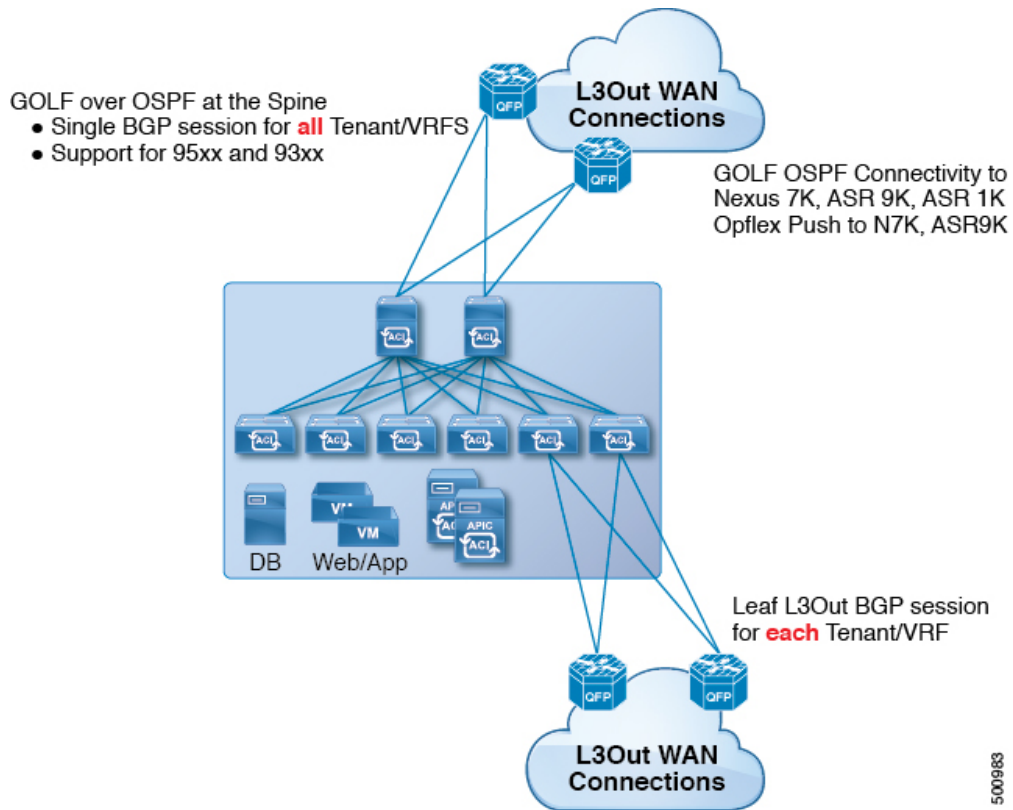 L3Out WAN
Connections
QFP
QFP
GOLF over OSPF at the Spine
● Single BGP session for all Tenant/VRFS
● Support for 95xx and 93xx
GOLF OSPF Connectivity to
Nexus 7K, ASR 9K, ASR 1K
Opflex Push to N7K, ASR9K
ACI
ACI
ACI
ACI
ACI
ACI
ACI
ACI
VM
APIC
ACI
DB
Web/App
Leaf L3Out BGP session
for each Tenant/VRF
QFP
QFP
L3Out WAN
Connections
500983